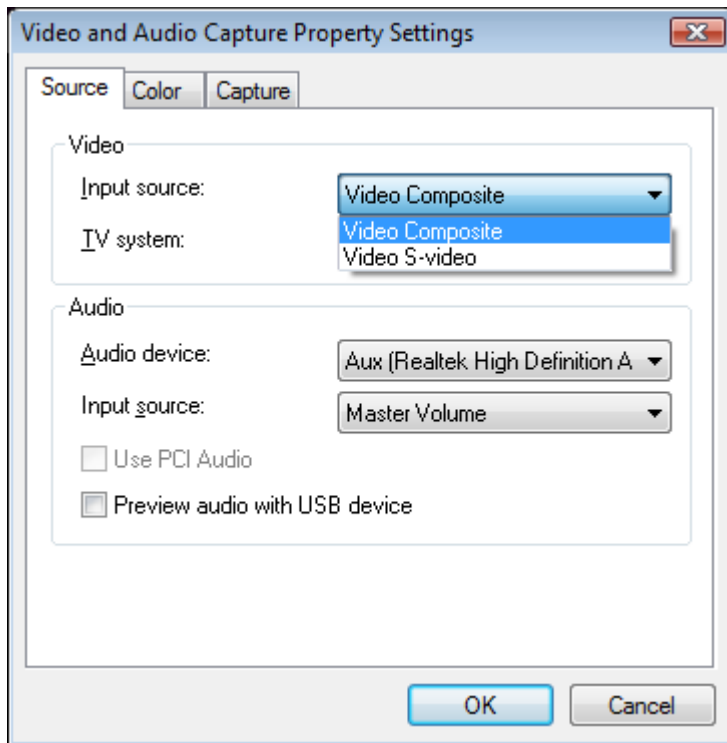 Video and Audio Capture Property Settings
Source Color Capture
Video
Input source: Video Composite
Video Composite
TV system:
Video S-video
Audio
Audio device: Aux (Realtek High Definition A
Input source: Master Volume
Use PCI Audio
Preview audio with USB device
OK Cancel